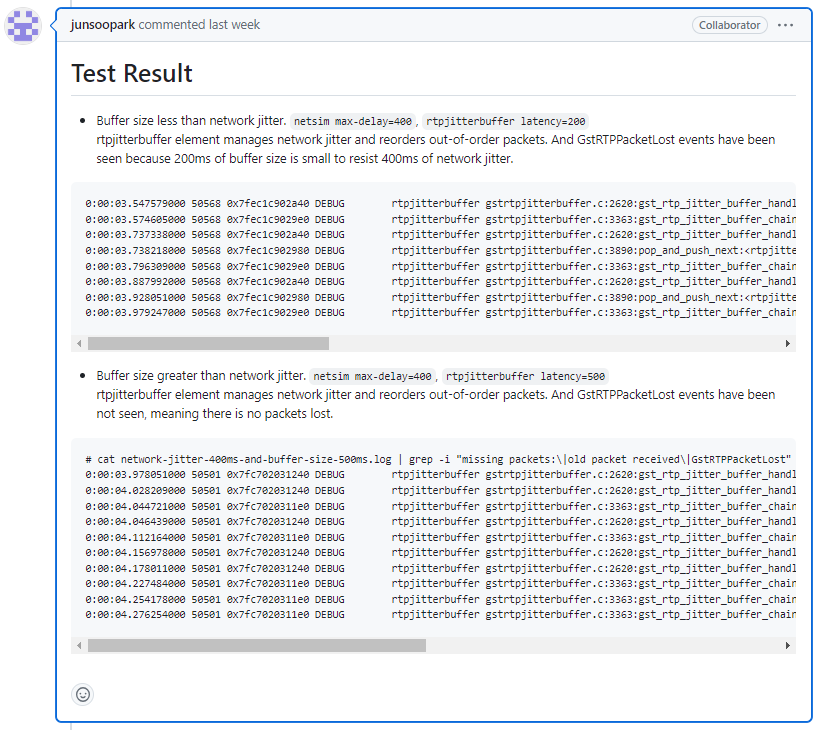 junsoopark commented last week
Collaborator
Test Result
Buffer size less than network jitter. netsim max-delay=400, rtpjitterbuffer latency=200
rtpjitterbuffer element manages network jitter and reorders out-of-order packets. And GstRTPPacketLost events have been
seen because 200ms of buffer size is small to resist 400ms of network jitter.
0:00:03.547579000 50568 0x7fec1c902a40 DEBUG rtpjitterbuffer gstrtpjitterbuffer.c:2620:gst_rtp_jitter_buffer_handl
0:00:03.574605000 50568 0x7fec1c9029e0 DEBUG rtpjitterbuffer gstrtpjitterbuffer.c:3363:gst_rtp_jitter_buffer_chain
0:00:03.737338000 50568 0x7fec1c902a40 DEBUG rtpjitterbuffer gstrtpjitterbuffer.c:2620:gst_rtp_jitter_buffer_handl
0:00:03.738218000 50568 0x7fec1c902980 DEBUG rtpjitterbuffer gstrtpjitterbuffer.c:3890:pop_and_push_next:<rtpjitte
0:00:03.796309000 50568 0x7fec1c9029e0 DEBUG rtpjitterbuffer gstrtpjitterbuffer.c:3363:gst_rtp_jitter_buffer_chain
0:00:03.887992000 50568 0x7fec1c902a40 DEBUG rtpjitterbuffer gstrtpjitterbuffer.c:2620:gst_rtp_jitter_buffer_handl
0:00:03.928051000 50568 0x7fec1c902980 DEBUG rtpjitterbuffer gstrtpjitterbuffer.c:3890:pop_and_push_next:<rtpjitte
0:00:03.979247000 50568 0x7fec1c9029e0 DEBUG rtpjitterbuffer gstrtpjitterbuffer.c:3363:gst_rtp_jitter_buffer_chain
Buffer size greater than network jitter. netsim max-delay=400, rtpjitterbuffer latency=500
rtpjitterbuffer element manages network jitter and reorders out-of-order packets. And GstRTPPacketLost events have been
not seen, meaning there is no packets lost.
# cat network-jitter-400ms-and-buffer-size-500ms.log | grep -i "missing packets:\|old packet received\|GstRTPPacketLost"
0:00:03.978051000 50501 0x7fc702031240 DEBUG rtpjitterbuffer gstrtpjitterbuffer.c:2620:gst_rtp_jitter_buffer_handl
0:00:04.028209000 50501 0x7fc702031240 DEBUG rtpjitterbuffer gstrtpjitterbuffer.c:2620:gst_rtp_jitter_buffer_handl
0:00:04.044721000 50501 0x7fc7020311e0 DEBUG rtpjitterbuffer gstrtpjitterbuffer.c:3363:gst_rtp_jitter_buffer_chain
0:00:04.046439000 50501 0x7fc702031240 DEBUG rtpjitterbuffer gstrtpjitterbuffer.c:2620:gst_rtp_jitter_buffer_handl
0:00:04.112164000 50501 0x7fc7020311e0 DEBUG rtpjitterbuffer gstrtpjitterbuffer.c:3363:gst_rtp_jitter_buffer_chain
0:00:04.156978000 50501 0x7fc702031240 DEBUG rtpjitterbuffer gstrtpjitterbuffer.c:2620:gst_rtp_jitter_buffer_handl
0:00:04.178011000 50501 0x7fc702031240 DEBUG rtpjitterbuffer gstrtpjitterbuffer.c:2620:gst_rtp_jitter_buffer_handl
0:00:04.227484000 50501 0x7fc7020311e0 DEBUG rtpjitterbuffer gstrtpjitterbuffer.c:3363:gst_rtp_jitter_buffer_chain
0:00:04.254178000 50501 0x7fc7020311e0 DEBUG rtpjitterbuffer gstrtpjitterbuffer.c:3363:gst_rtp_jitter_buffer_chain
0:00:04.276254000 50501 0x7fc7020311e0 DEBUG rtpjitterbuffer gstrtpjitterbuffer.c:3363:gst_rtp_jitter_buffer_chain